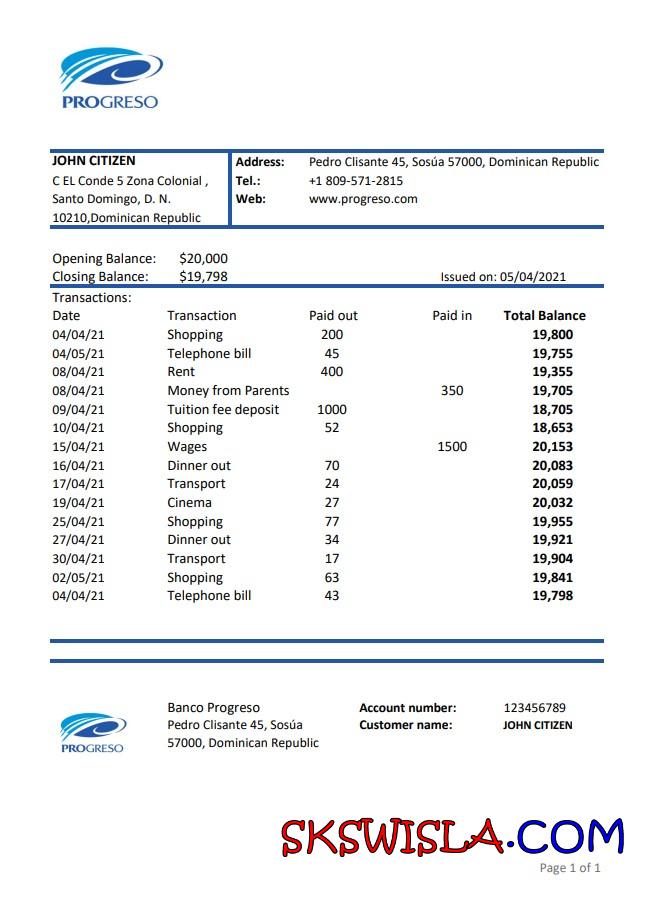 PROGRESO
JOHN CITIZEN
C EL Conde 5 Zona Colonial ,
Santo Domingo, D. N.
10210,Dominican Republic
Address: Pedro Clisante 45, Sosúa 57000, Dominican Republic
Tel.: +1 809-571-2815
Web: www.progreso.com
Opening Balance: $20,000
Closing Balance: $19,798 Issued on: 05/04/2021
Transactions:
Date Transaction Paid out Paid in Total Balance
04/04/21 Shopping 200 19,800
04/05/21 Telephone bill 45 19,755
08/04/21 Rent 400 19,355
08/04/21 Money from Parents 350 19,705
09/04/21 Tuition fee deposit 1000 18,705
10/04/21 Shopping 52 18,653
15/04/21 Wages 1500 20,153
16/04/21 Dinner out 70 20,083
17/04/21 Transport 24 20,059
19/04/21 Cinema 27 20,032
25/04/21 Shopping 77 19,955
27/04/21 Dinner out 34 19,921
30/04/21 Transport 17 19,904
02/05/21 Shopping 63 19,841
04/04/21 Telephone bill 43 19,798
PROGRESO
Banco Progreso
Pedro Clisante 45, Sosúa
57000, Dominican Republic
Account number: 123456789
Customer name: JOHN CITIZEN
SKSWISLA.COM
Page 1 of 1